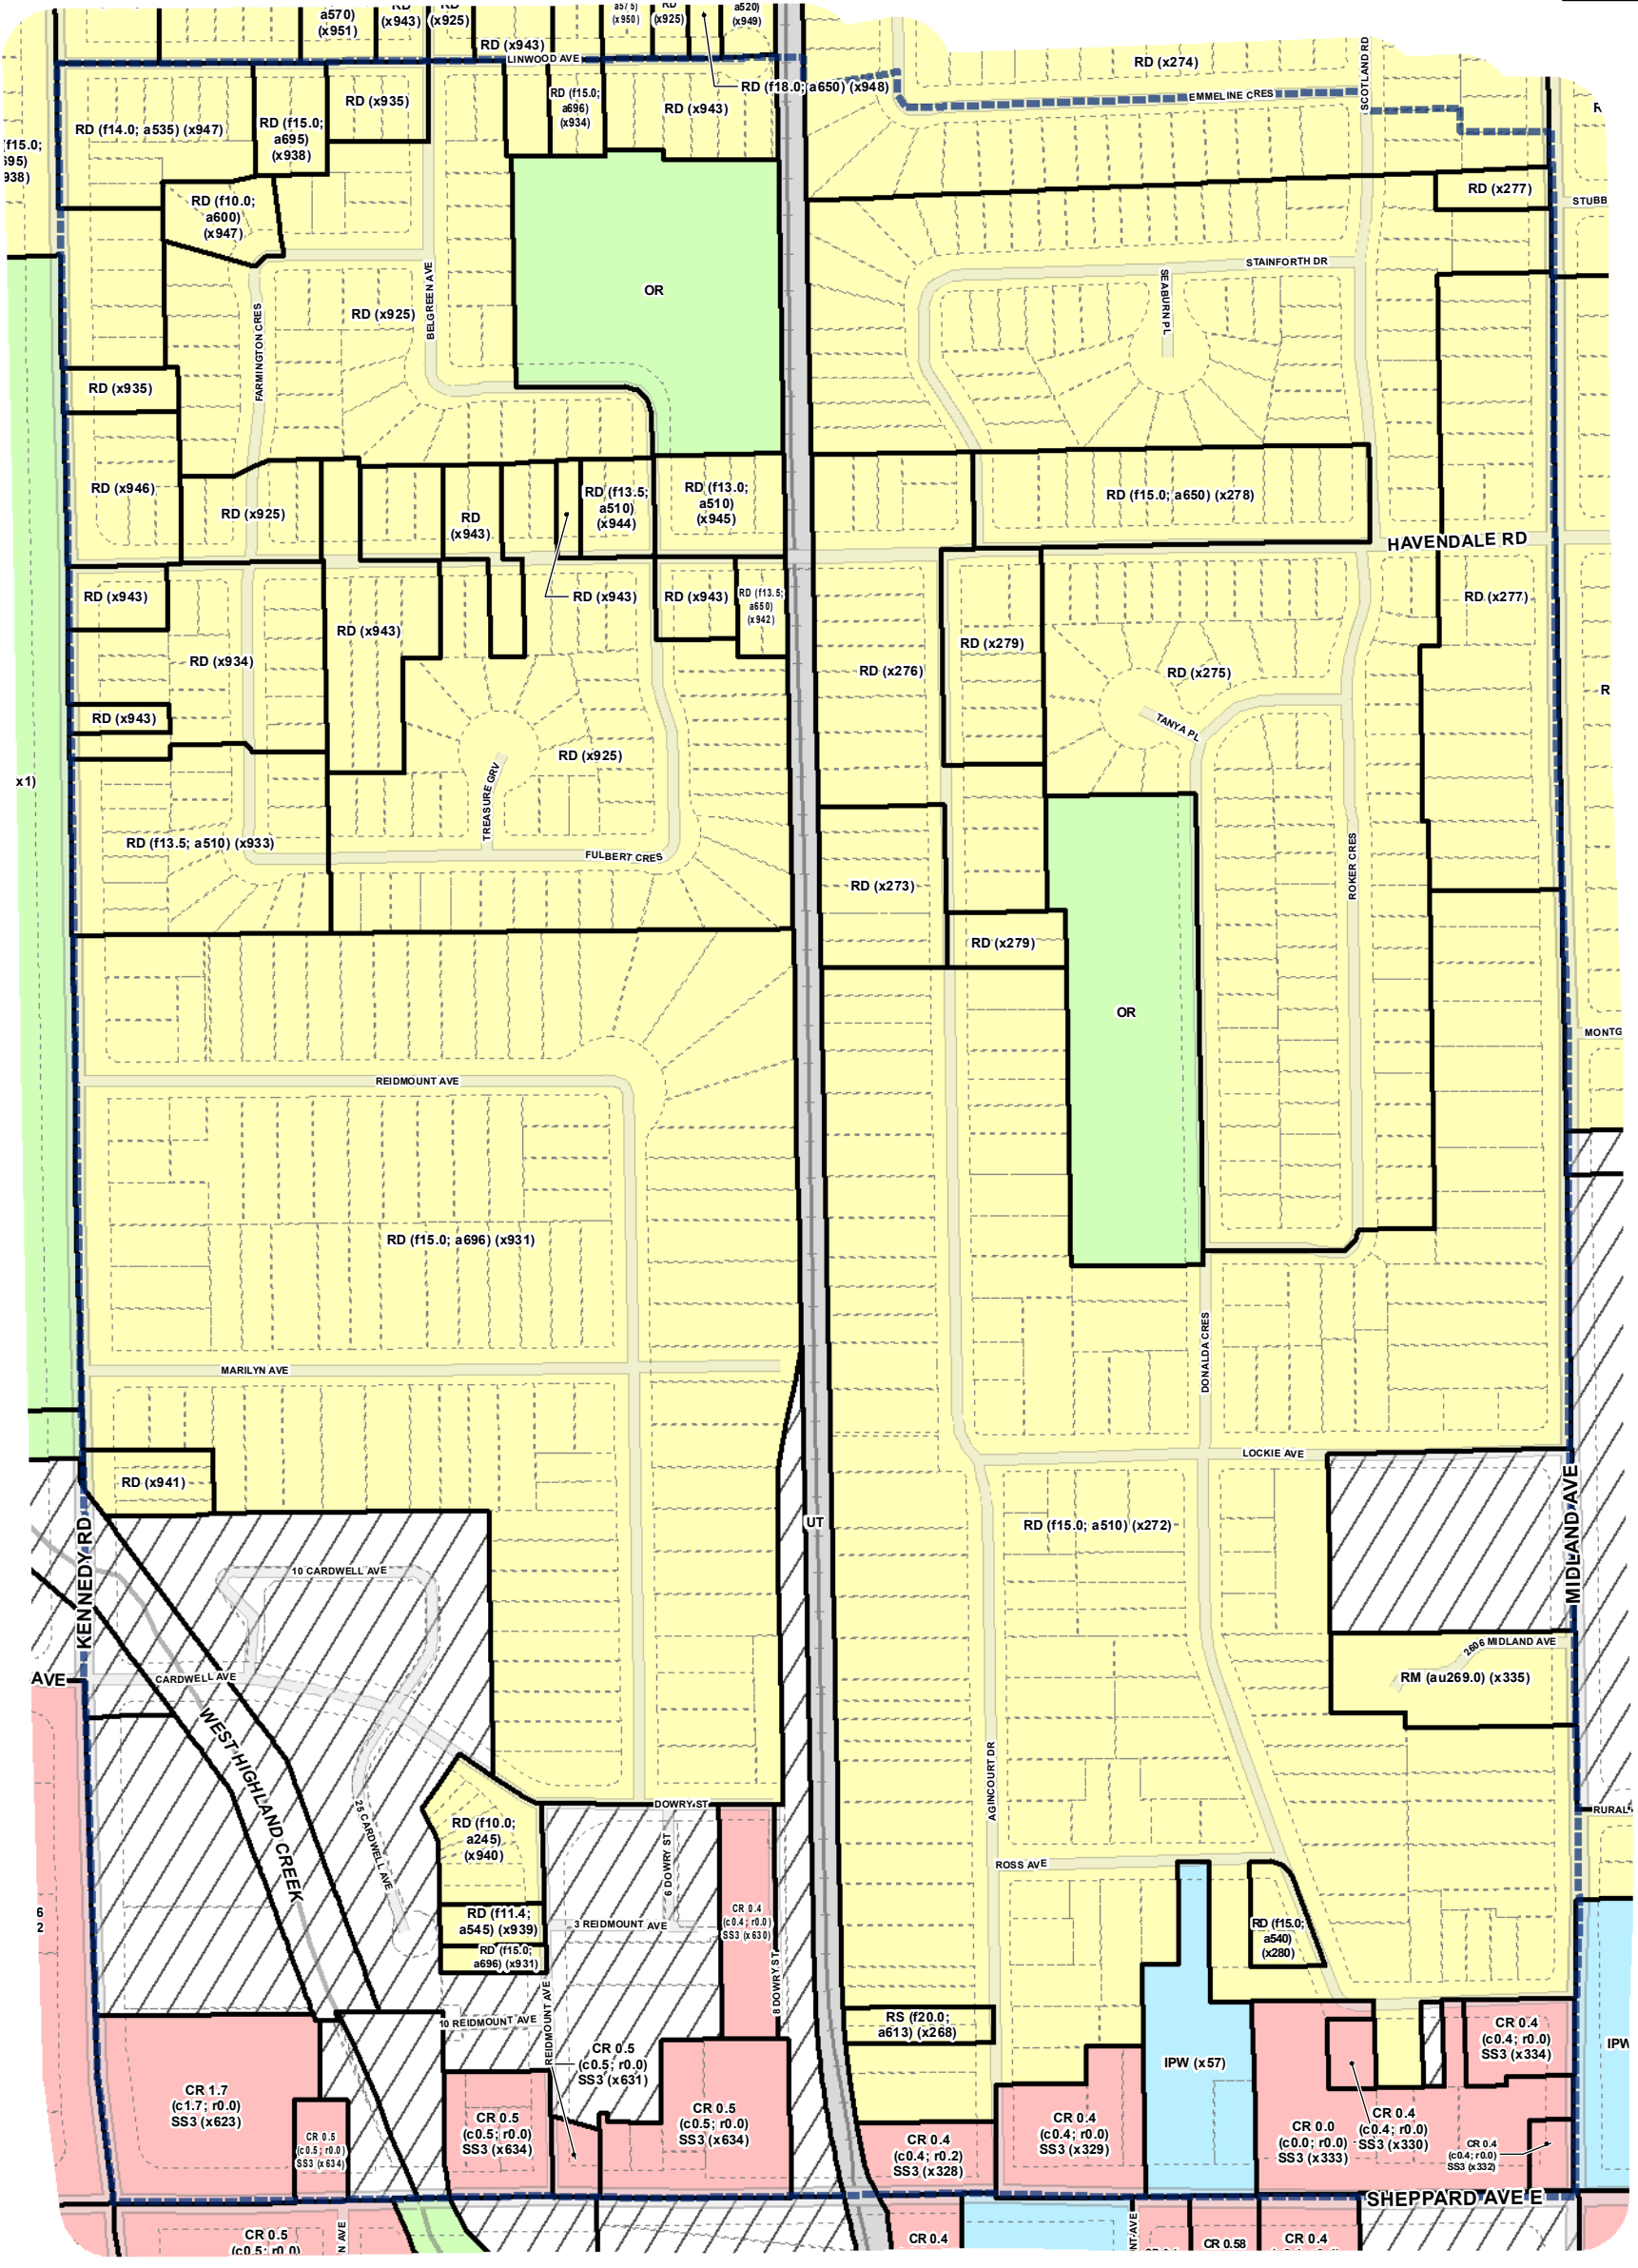 a570)
(x951)
(x943)
(x925)
RD (x943)
(x950)
(x925)
a520)
(x949)
LINWOOD AVE
RD (x274)
SCOTLAND RD
RD (f18.0; a650) (x948)
EMMELINE CRES
RD (f14.0; a535) (x947)
RD (f15.0;
a695)
(x938)
RD (x935)
RD (f15.0;
a696)
(x934)
RD (x943)
(f15.0;
RD (x277)
STUBB
RD (f10.0;
a600)
(x947)
BELGREEN AVE
FARMINGTON CRES
RD (x925)
OR
STAINFORTH DR
SEABURN PL
RD (x935)
RD (x946)
RD (x925)
RD
(x943)
RD (f13.5;
a510)
(x944)
RD (f13.0;
a510)
(x945)
RD (f15.0; a650) (x278)
HAVENDALE RD
RD (x943)
RD (x943)
RD (x943)
RD (x943)
RD (f13.5;
a650)
(x942)
RD (x277)
RD (x934)
RD (x276)
RD (x279)
RD (x275)
RD (x943)
TANYA PL
RD (x925)
x1)
TREASURE GRV
RD (f13.5; a510) (x933)
FULBERT CRES
ROKER CRES
RD (x273)
RD (x279)
OR
MONTG
REIDMOUNT AVE
RD (f15.0; a696) (x931)
MARILYN AVE
DONALDA CRES
LOCKIE AVE
RD (x941)
KENNEDY RD
UT
RD (f15.0; a510) (x272)
MIDLAND AVE
10 CARDWELL AVE
2606 MIDLAND AVE
RM (au269.0) (x335)
AVE
CARDWELL AVE
WEST HIGHLAND CREEK
25 CARDWELL AVE
AGINCOURT DR
DOWRY ST
RURAL
RD (f10.0;
a245)
(x940)
6 DOWRY ST
ROSS AVE
RD (f11.4;
a545) (x939)
3 REIDMOUNT AVE
CR 0.4
(c0.4; r0.0)
SS3 (x630)
RD (f15.0;
a540)
(x280)
RD (f15.0;
a696) (x931)
REIDMOUNT AVE
8 DOWRY ST
10 REIDMOUNT AVE
RS (f20.0;
a613) (x268)
CR 0.4
(c0.4; r0.0)
SS3 (x334)
CR 0.5
(c0.5; r0.0)
SS3 (x631)
IPW (x57)
IPW
CR 1.7
(c1.7; r0.0)
SS3 (x623)
CR 0.5
(c0.5; r0.0)
SS3 (x634)
CR 0.5
(c0.5; r0.0)
SS3 (x634)
CR 0.5
(c0.5; r0.0)
SS3 (x634)
CR 0.4
(c0.4; r0.2)
SS3 (x328)
CR 0.4
(c0.4; r0.0)
SS3 (x329)
CR 0.0
(c0.0; r0.0)
SS3 (x333)
CR 0.4
(c0.4; r0.0)
SS3 (x330)
CR 0.4
(c0.4; r0.0)
SS3 (x332)
SHEPPARD AVE E
CR 0.5
(c0.5; r0.0)
N AVE
CR 0.4
NT AVE
CR 0.58
CR 0.4